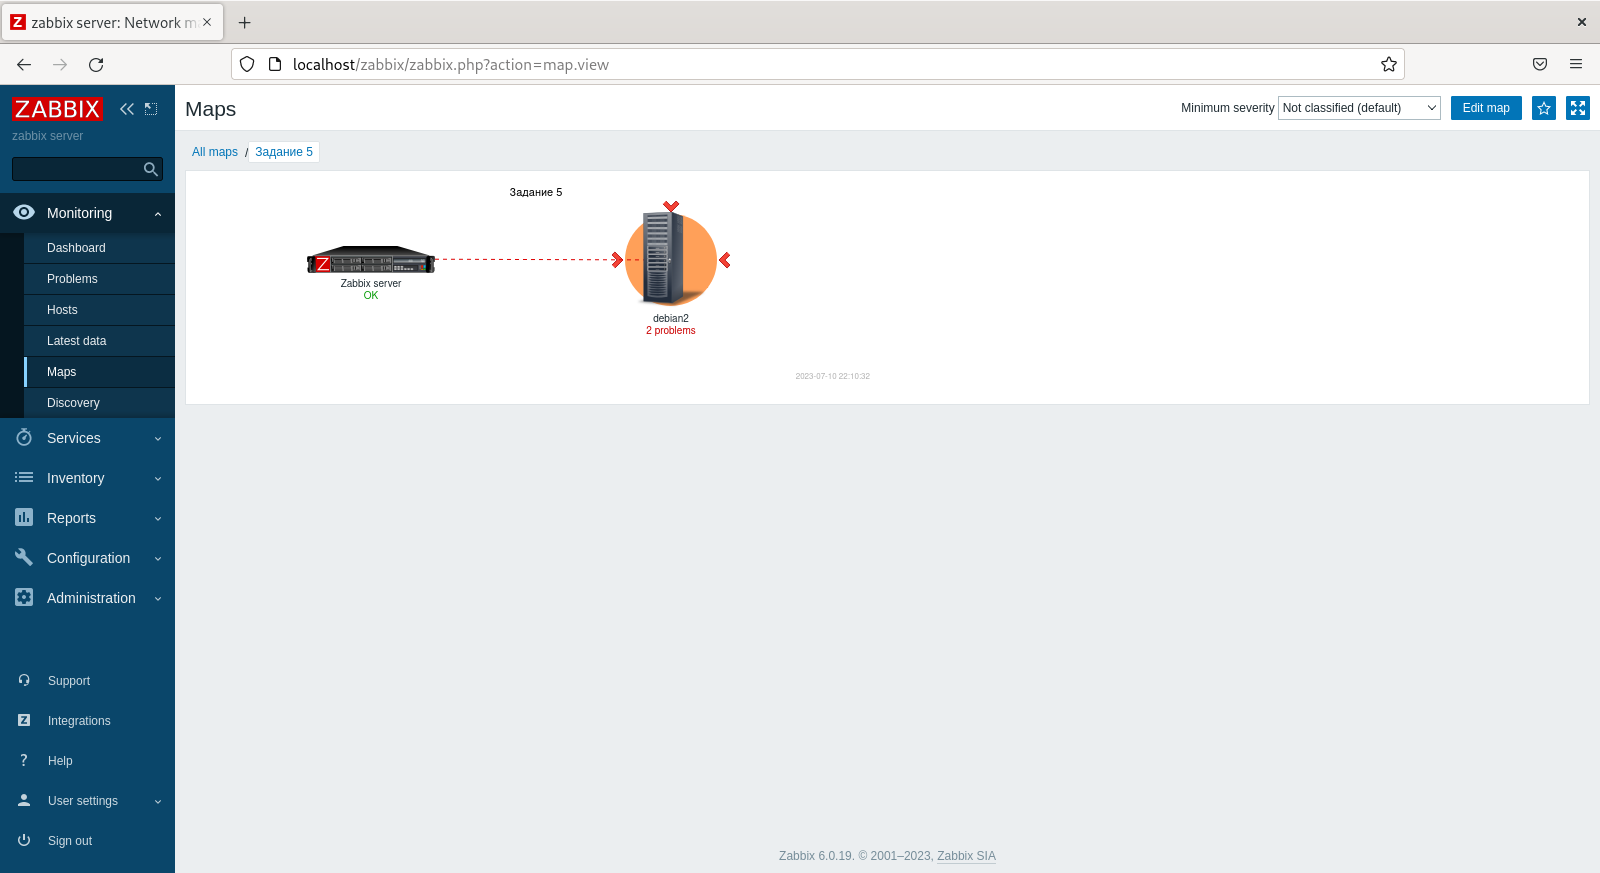 zabbix server: Network m
localhost/zabbix/zabbix.php?action=map.view
ZABBIX
zabbix server
Monitoring
Dashboard
Problems
Hosts
Latest data
Maps
Discovery
Services
Inventory
Reports
Configuration
Administration
Support
Integrations
Help
User settings
Sign out
Maps
Minimum severity Not classified (default) Edit map
All maps / Задание 5
Задание 5
Zabbix server
OK
debian2
2 problems
2023-07-10 22:10:32
Zabbix 6.0.19. © 2001–2023, Zabbix SIA